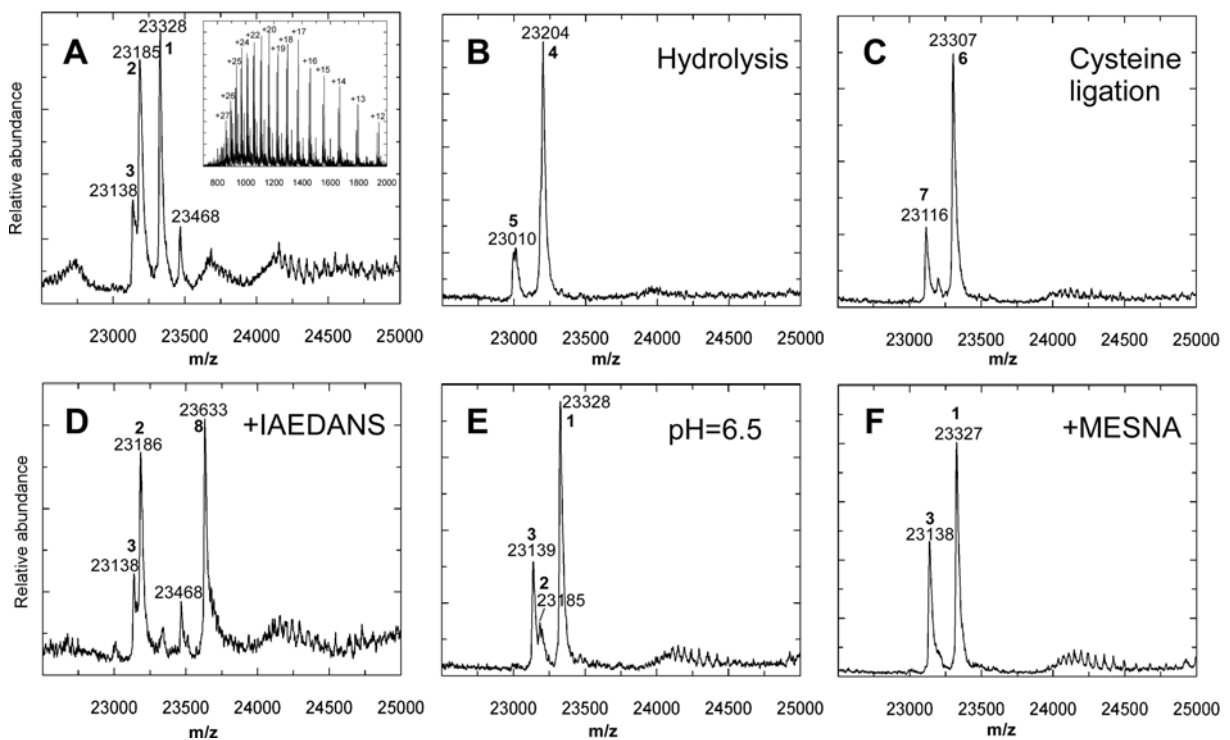 A
23328
23185
1
2
3
23138
23468
+27
+26
+25
+24
+22
+20
+19
+18
+17
+16
+15
+14
+13
+12
800 1000 1200 1400 1600 1800 2000
Relative abundance
23000 23500 24000 24500 25000
m/z
B
Hydrolysis
23204
4
5
23010
23000 23500 24000 24500 25000
m/z
C
Cysteine
ligation
23307
6
7
23116
23000 23500 24000 24500 25000
m/z
D
+IAEDANS
2
23186
8
23633
3
23138
23468
Relative abundance
23000 23500 24000 24500 25000
m/z
E
pH=6.5
23328
1
3
23139
2
23185
23000 23500 24000 24500 25000
m/z
F
+MESNA
1
23327
3
23138
23000 23500 24000 24500 25000
m/z